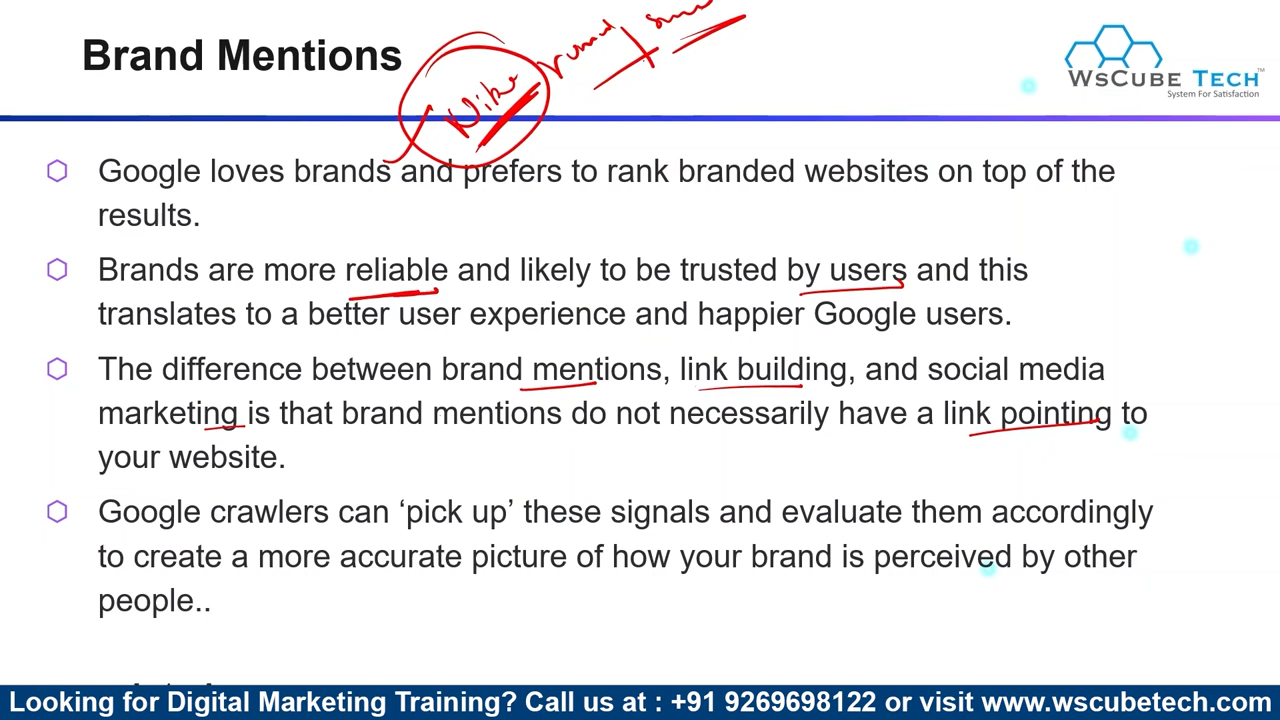 Brand Mentions
Nike
WSCUBE TECH™
System For Satisfaction
Google loves brands and prefers to rank branded websites on top of the
results.
Brands are more reliable and likely to be trusted by users and this
translates to a better user experience and happier Google users.
The difference between brand mentions, link building, and social media
marketing is that brand mentions do not necessarily have a link pointing to
your website.
Google crawlers can ‘pick up’ these signals and evaluate them accordingly
to create a more accurate picture of how your brand is perceived by other
people..
Looking for Digital Marketing Training? Call us at : +91 9269698122 or visit www.wscubetech.com